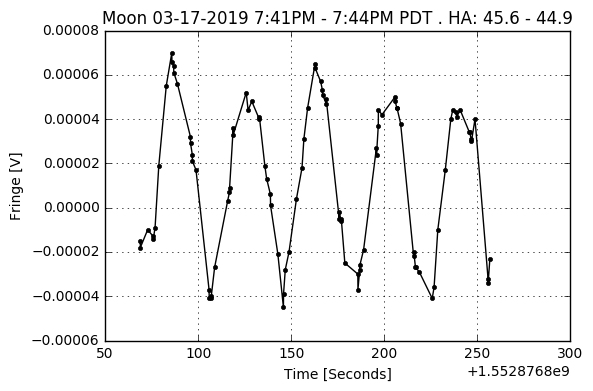 Moon 03-17-2019 7:41PM - 7:44PM PDT . HA: 45.6 - 44.9
0.00008
0.00006
0.00004
0.00002
0.00000
−0.00002
−0.00004
−0.00006
Fringe [V]
50 100 150 200 250 300
Time [Seconds]
+1.5528768e9